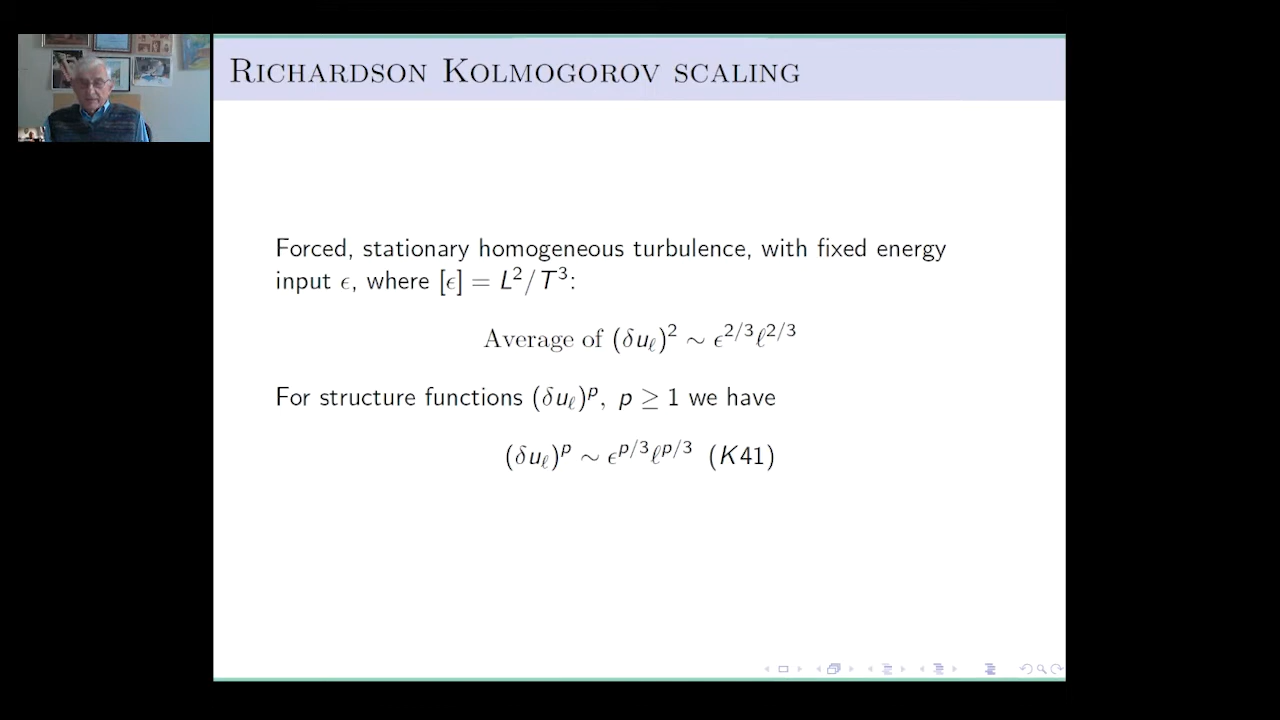 Richardson Kolmogorov scaling
Forced, stationary homogeneous turbulence, with fixed energy
input ϵ, where [ϵ] = L²/T³:
Average of (δu_ℓ)² ∼ ϵ^{2/3}ℓ^{2/3}
For structure functions (δu_ℓ)^p, p ≥ 1 we have
(δu_ℓ)^p ∼ ϵ^{p/3}ℓ^{p/3} (K41)